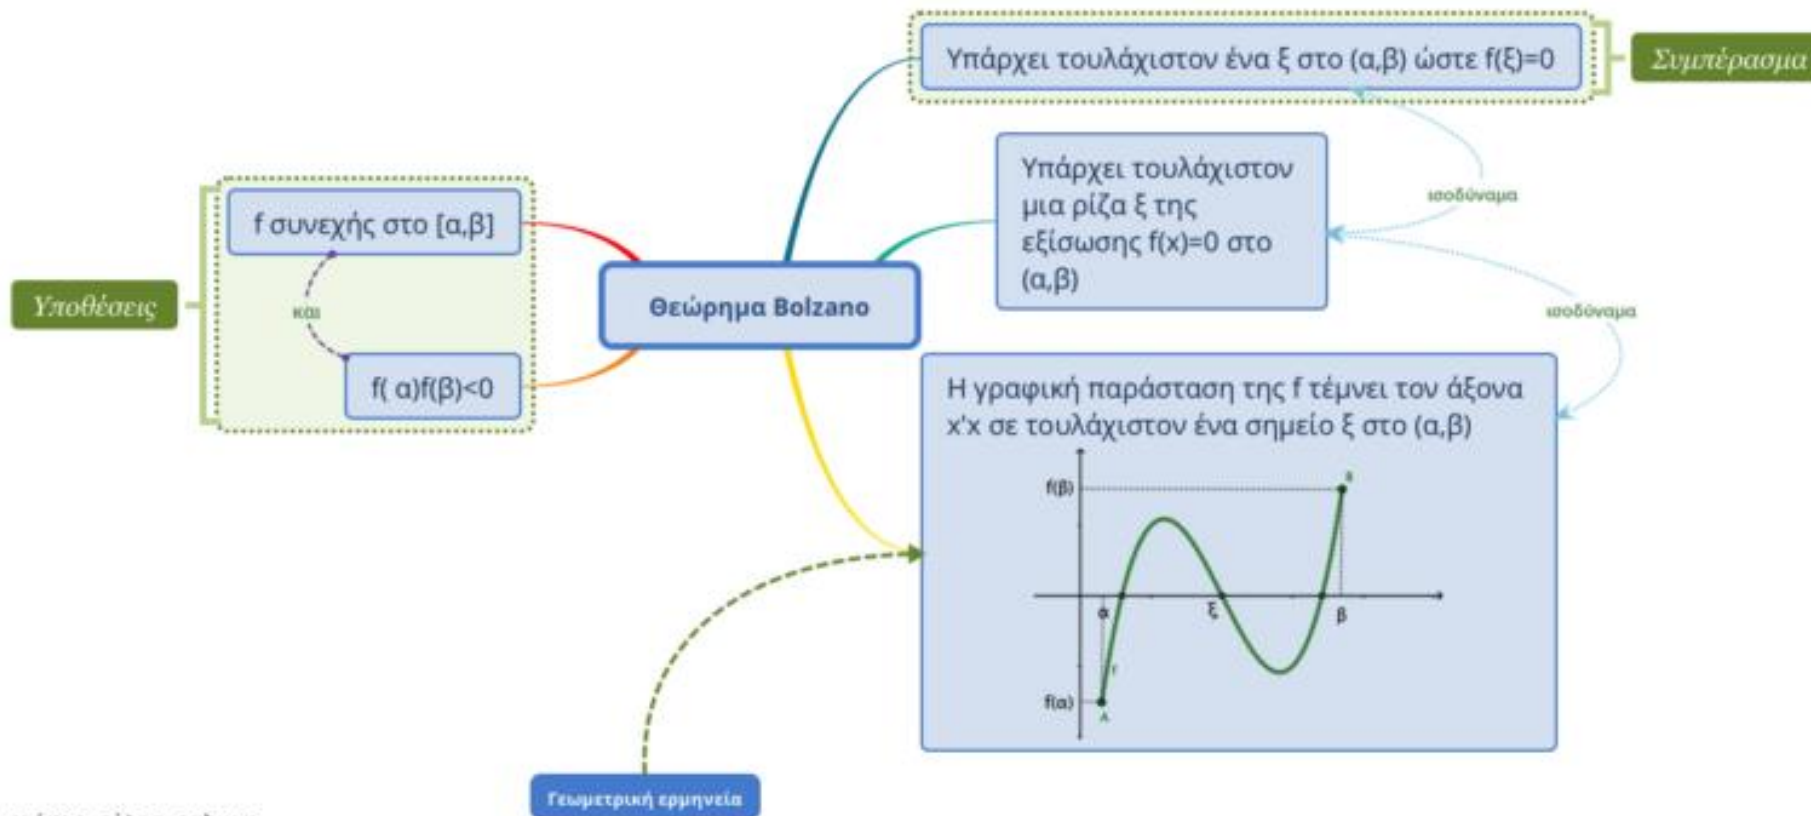 Υπάρχει τουλάχιστον ένα ξ στο (α,β) ώστε f(ξ)=0
Συμπέρασμα
Υπάρχει τουλάχιστον
μια ρίζα ξ της
εξίσωσης f(x)=0 στο
(α,β)
ισοδύναμα
ισοδύναμα
Υποθέσεις
f συνεχής στο [α,β]
και
f( α)f(β)<0
Θεώρημα Bolzano
Η γραφική παράσταση της f τέμνει τον άξονα
x'x σε τουλάχιστον ένα σημείο ξ στο (α,β)
f(β)
B
α
ξ
β
f
f(α)
A
Γεωμετρική ερμηνεία